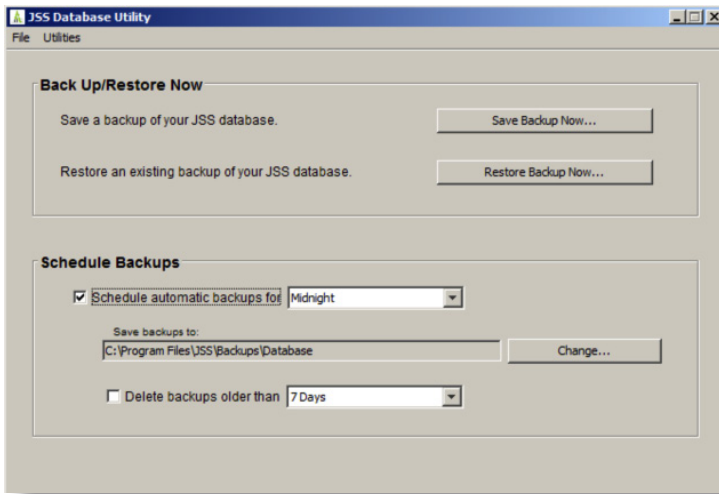 JSS Database Utility
File Utilities
Back Up/Restore Now
Save a backup of your JSS database. Save Backup Now...
Restore an existing backup of your JSS database. Restore Backup Now...
Schedule Backups
Schedule automatic backups for Midnight
Save backups to:
C:\Program Files\JSS\Backups\Database Change...
Delete backups older than 7 Days